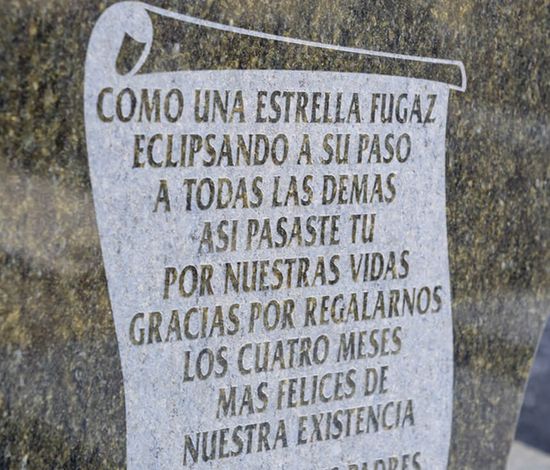 COMO UNA ESTRELLA FUGAZ
ECLIPSANDO A SU PASO
A TODAS LAS DEMAS
ASI PASASTE TU
POR NUESTRAS VIDAS
GRACIAS POR REGALARNOS
LOS CUATRO MESES
MAS FELICES DE
NUESTRA EXISTENCIA
PADRES